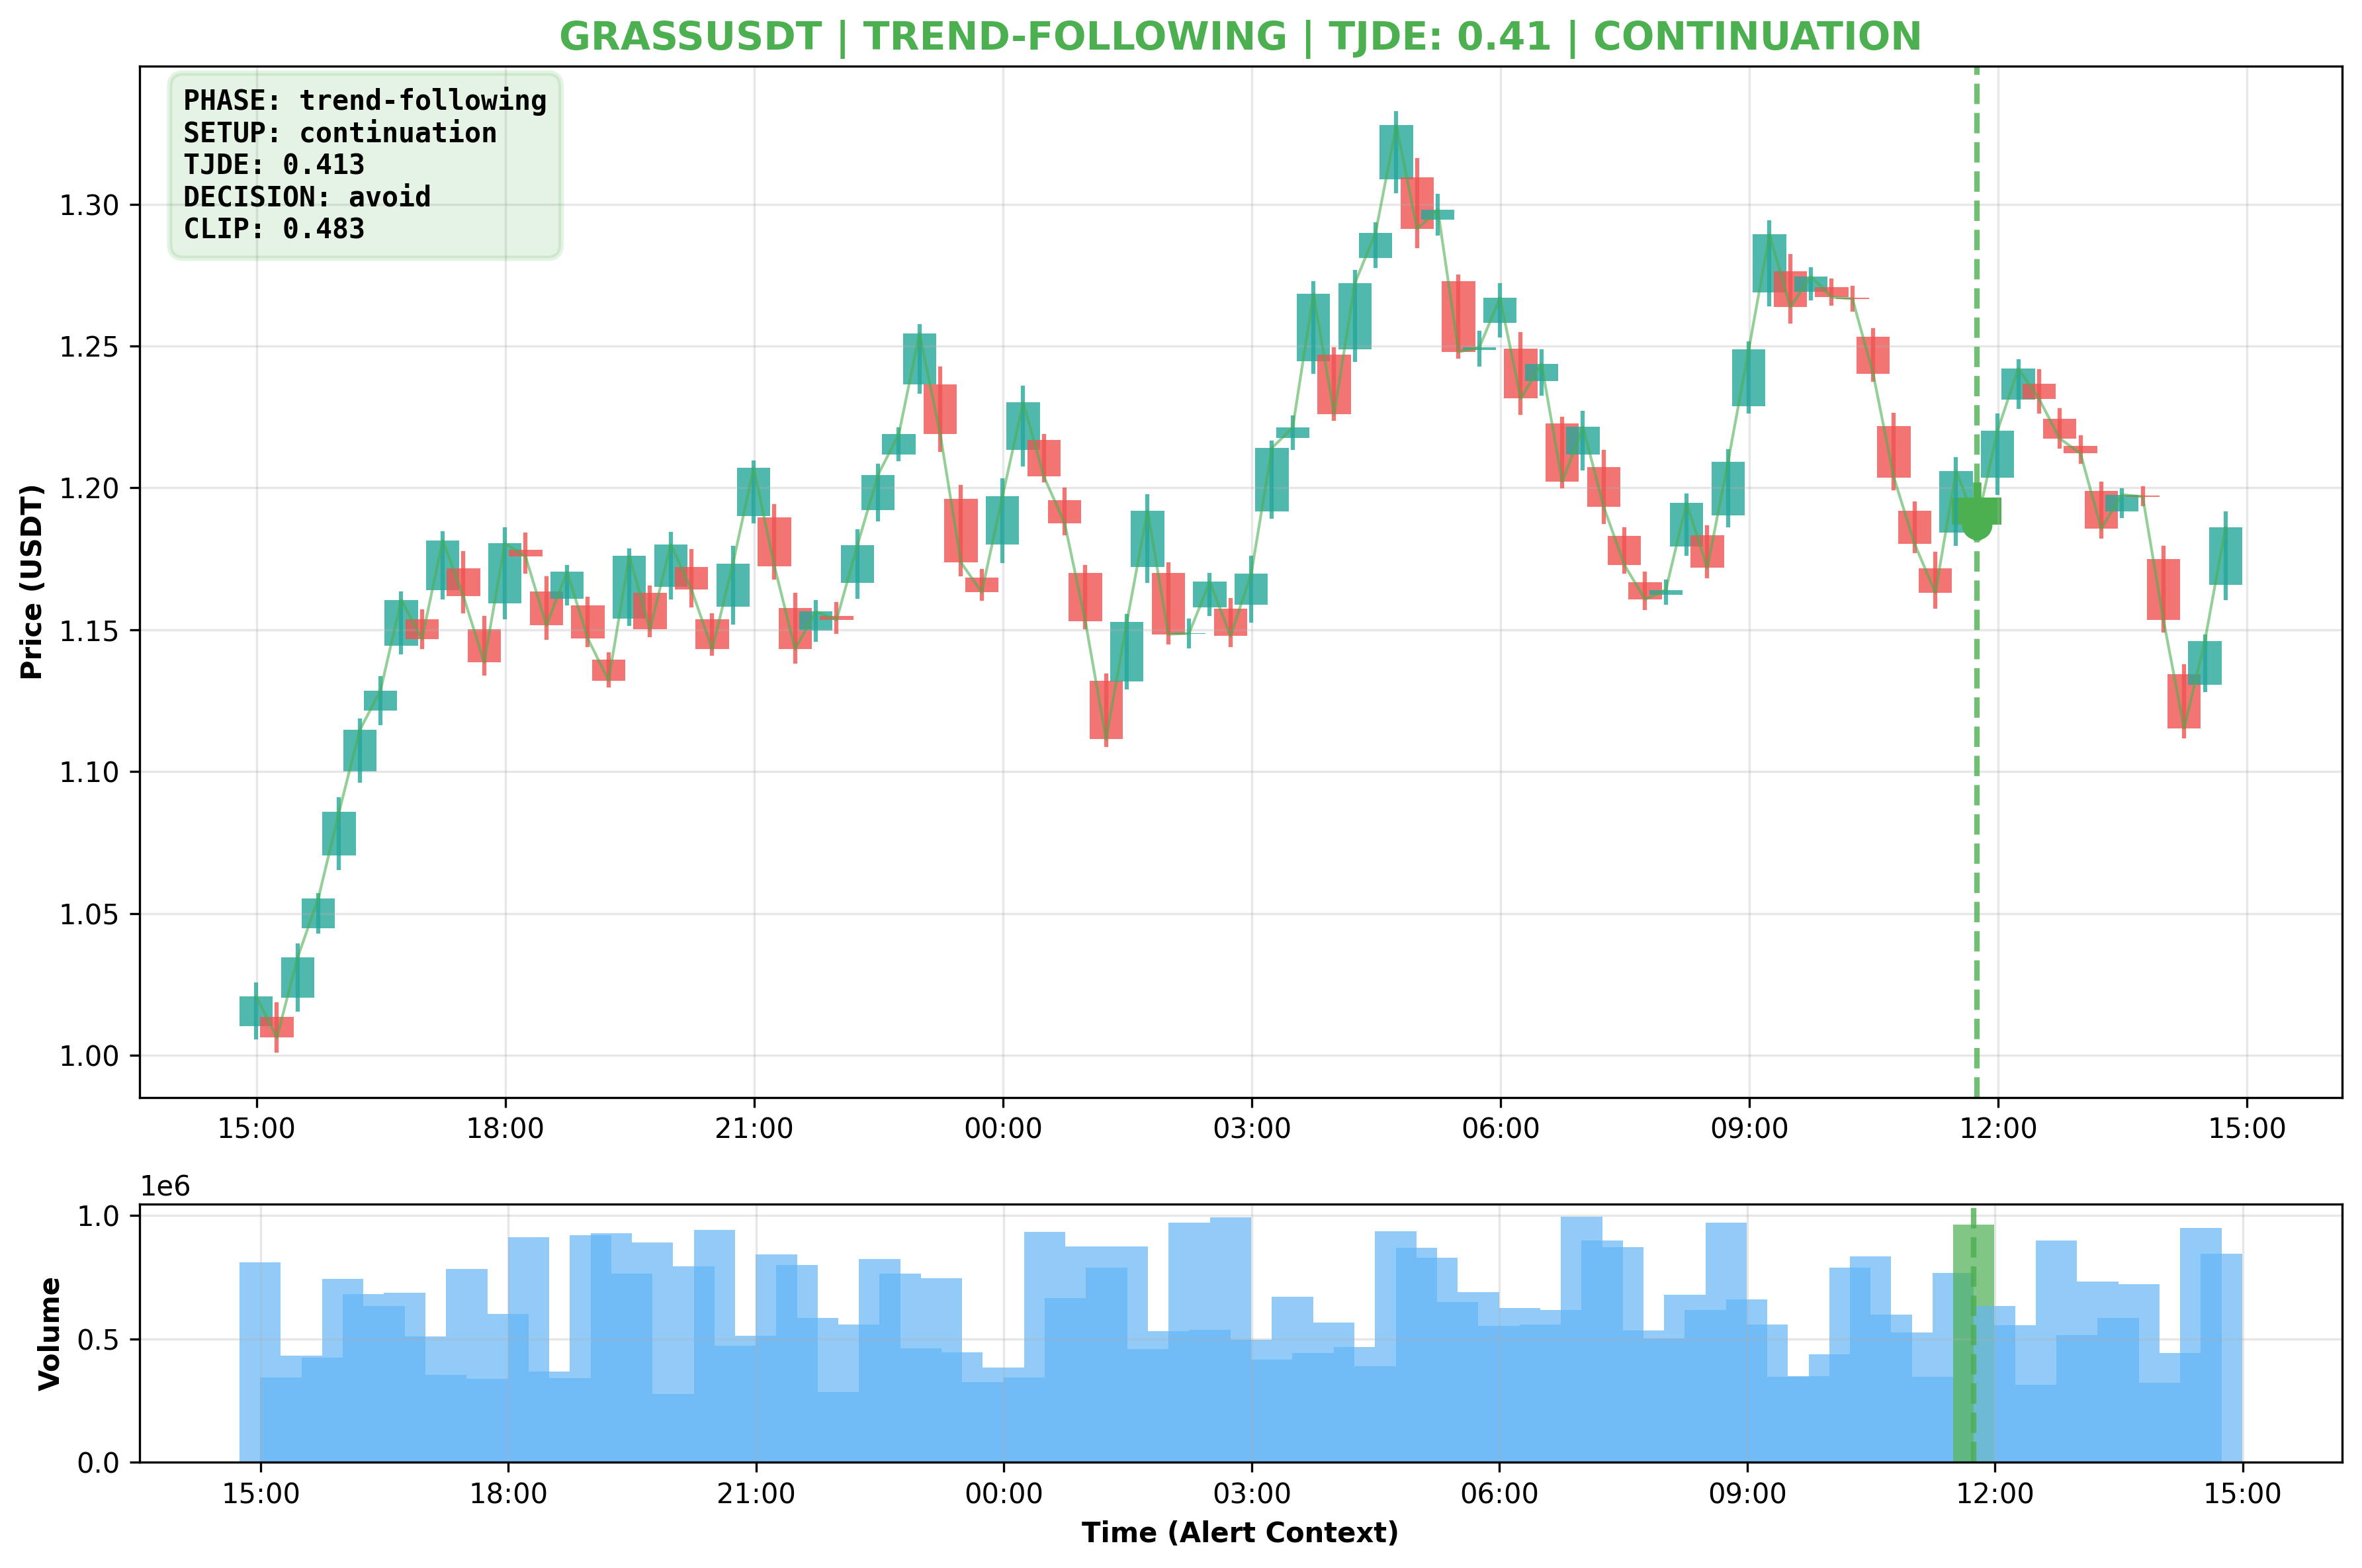 GRASSUSDT | TREND-FOLLOWING | TJDE: 0.41 | CONTINUATION
PHASE: trend-following
SETUP: continuation
TJDE: 0.413
DECISION: avoid
CLIP: 0.483
Price (USDT)
1.30
1.25
1.20
1.15
1.10
1.05
1.00
15:00 18:00 21:00 00:00 03:00 06:00 09:00 12:00 15:00
1e6
Volume
1.0
0.5
0.0
15:00 18:00 21:00 00:00 03:00 06:00 09:00 12:00 15:00
Time (Alert Context)